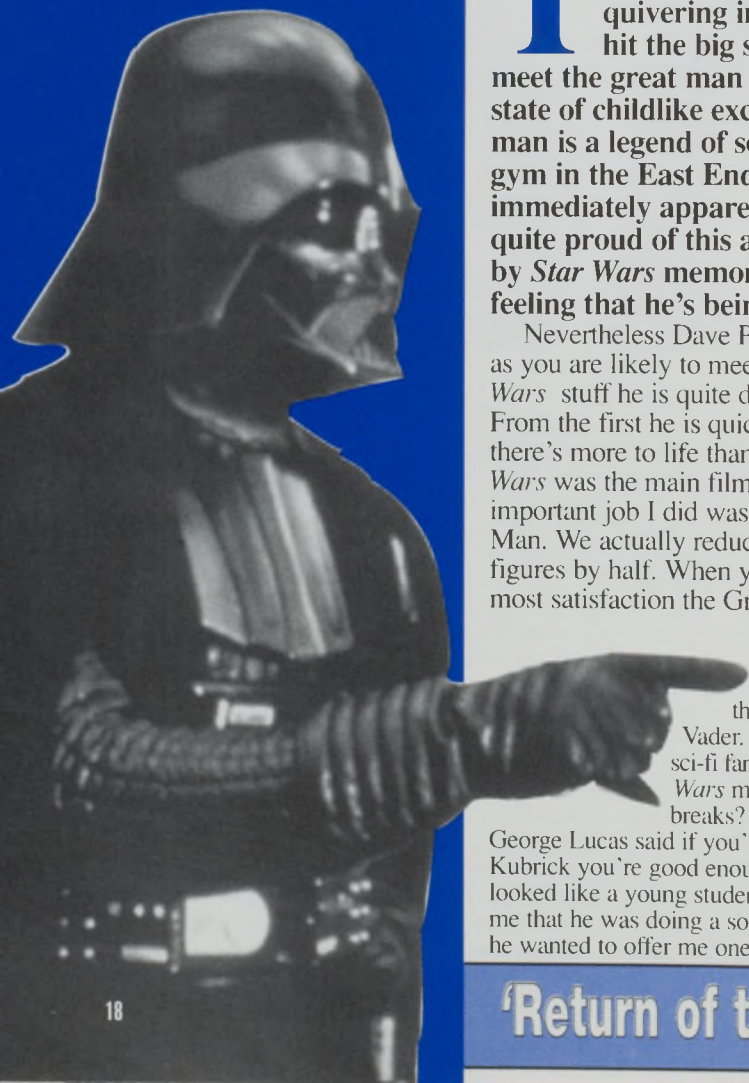 T
quivering in
hit the big s
meet the great man
state of childlike exc
man is a legend of so
gym in the East End
immediately appare
quite proud of this a
by Star Wars memor
feeling that he's bein
Nevertheless Dave P
as you are likely to mee
Wars stuff he is quite d
From the first he is quic
there's more to life than
Wars was the main film
important job I did was
Man. We actually reduc
figures by half. When y
most satisfaction the Gr
th
Vader.
sci-fi fan
Wars m
breaks?
George Lucas said if you'
Kubrick you're good enou
looked like a young studen
me that he was doing a so
he wanted to offer me one
18
'Return of t